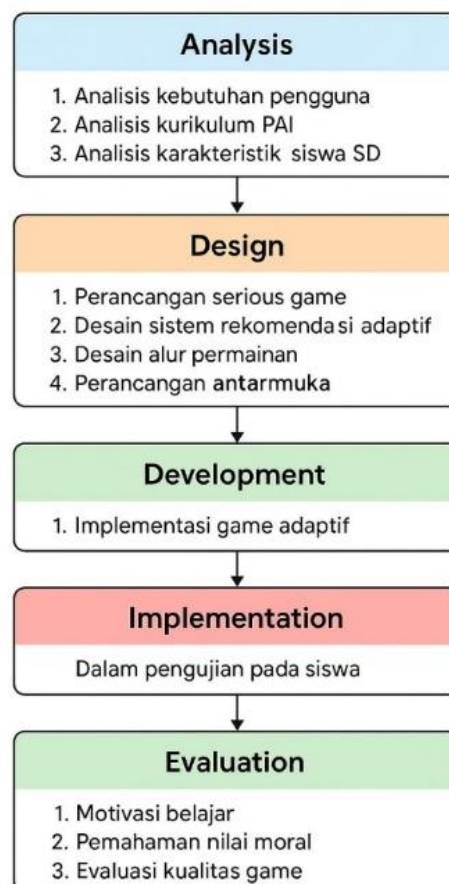 Analysis
1. Analisis kebutuhan pengguna
2. Analisis kurikulum PAI
3. Analisis karakteristik siswa SD
Design
1. Perancangan serious game
2. Desain sistem rekomendasi adaptif
3. Desain alur permainan
4. Perancangan antarmuka
Development
1. Implementasi game adaptif
Implementation
Dalam pengujian pada siswa
Evaluation
1. Motivasi belajar
2. Pemahaman nilai moral
3. Evaluasi kualitas game